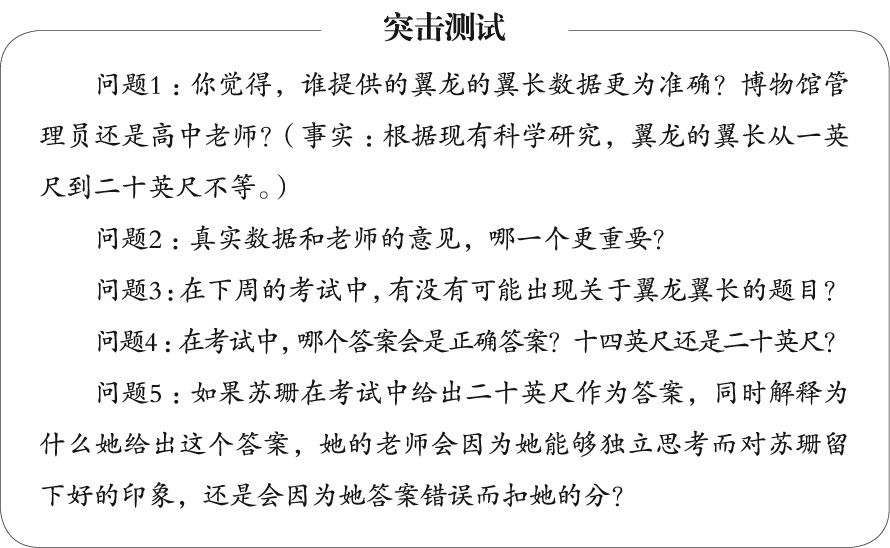 突击测试
问题1：你觉得，谁提供的翼龙的翼长数据更为准确？博物馆管
理员还是高中老师？（事实：根据现有科学研究，翼龙的翼长从一英
尺到二十英尺不等。）
问题2：真实数据和老师的意见，哪一个更重要？
问题3：在下周的考试中，有没有可能出现关于翼龙翼长的题目？
问题4：在考试中，哪个答案会是正确答案？十四英尺还是二十英尺？
问题5：如果苏珊在考试中给出二十英尺作为答案，同时解释为
什么她给出这个答案，她的老师会因为她能够独立思考而对苏珊留
下好的印象，还是会因为她答案错误而扣她的分？